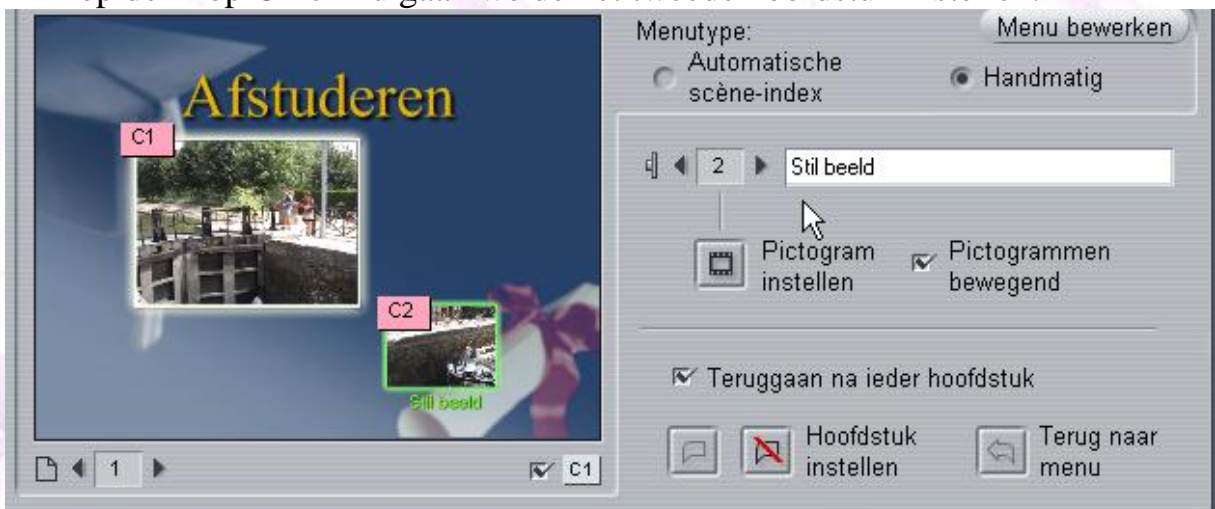 Menutype:
Menu bewerken
Automatische
scène-index
Handmatig
Afstuderen
C1
2
Stil beeld
Pictogram
instellen
Pictogrammen
bewegend
C2
Stil beeld
Teruggaan na ieder hoofdstuk
Hoofdstuk
instellen
Terug naar
menu
1
C1